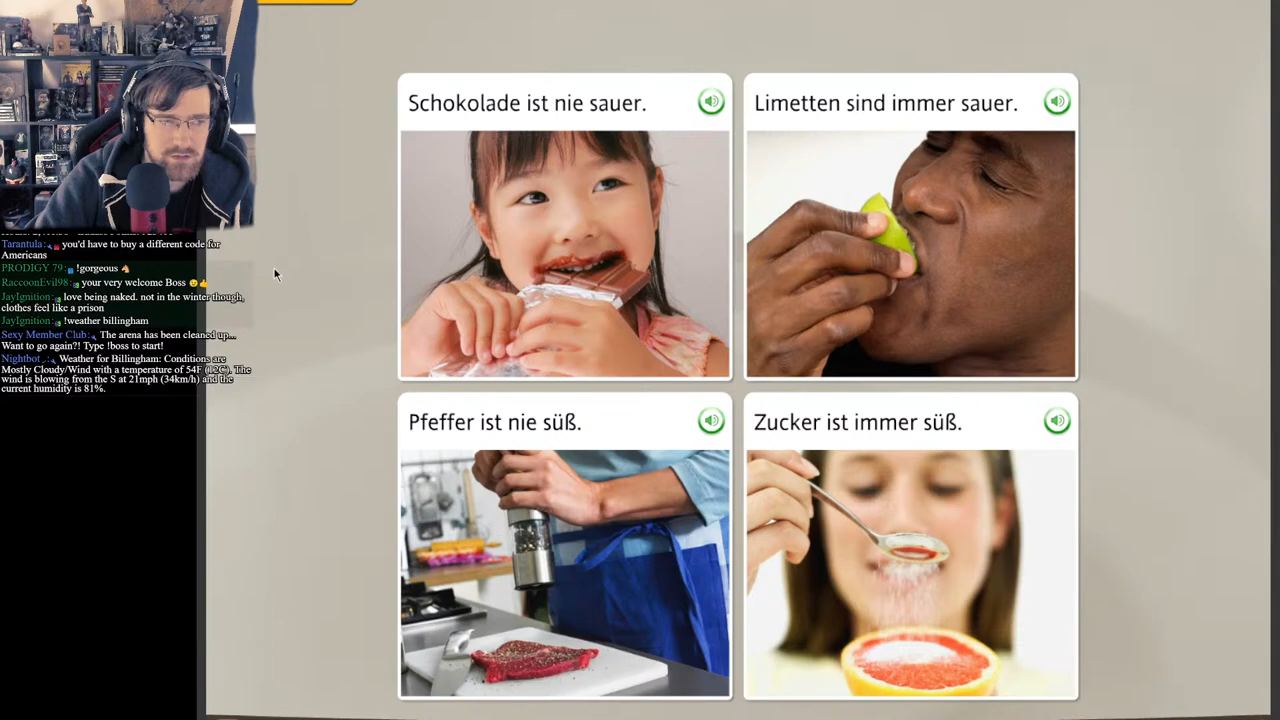 Schokolade ist nie sauer.
Limetten sind immer sauer.
Pfeffer ist nie süß.
Zucker ist immer süß.
Tarantula: you'd have to buy a different code for
Americans
PRODIGY 79: !gorgeous
RaccoonEvil98: your very welcome Boss
JayIgnition: love being naked. not in the winter though,
clothes feel like a prison
JayIgnition: !weather billingham
Sexy Member Club: The arena has been cleaned up...
Want to go again?! Type !boss to start!
Nightbot: Weather for Billingham: Conditions are
Mostly Cloudy/Wind with a temperature of 54F (12C). The
wind is blowing from the S at 21mph (34km/h) and the
current humidity is 81%.